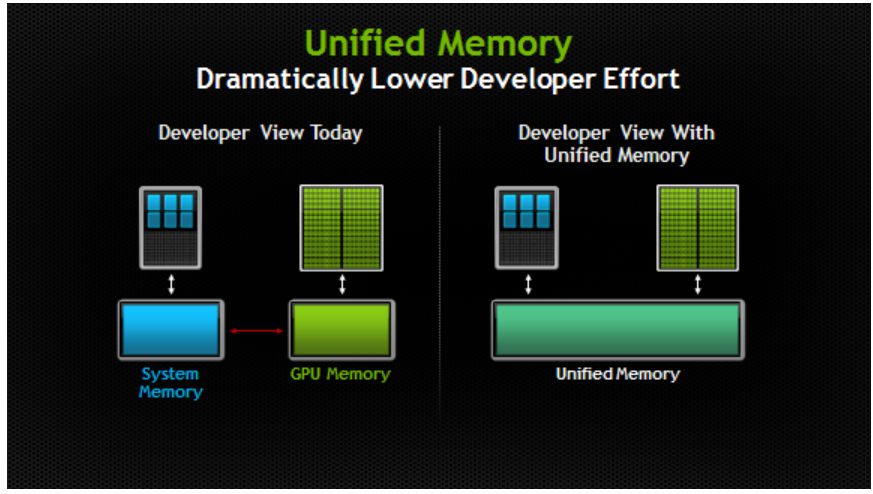 Unified Memory
Dramatically Lower Developer Effort
Developer View Today
Developer View With
Unified Memory
System
Memory
GPU Memory
Unified Memory